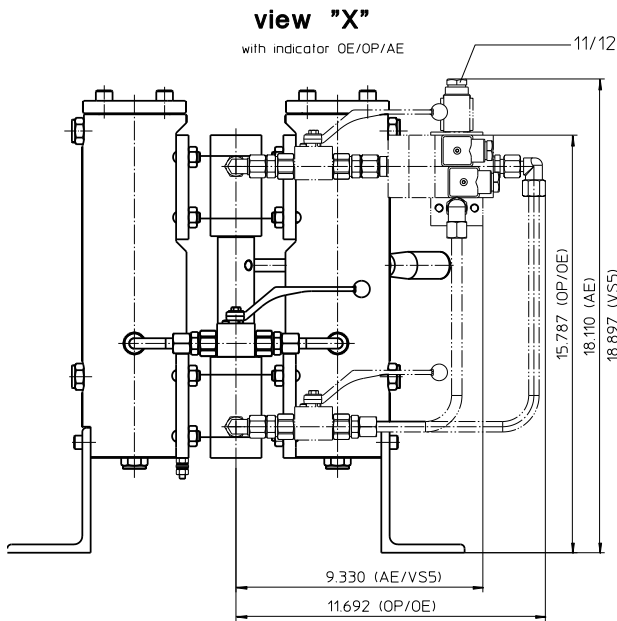 view "X"
with indicator OE/OP/AE
11/12
15.787 (OP/OE)
18.110 (AE)
18.897 (VS5)
9.330 (AE/VS5)
11.692 (OP/OE)